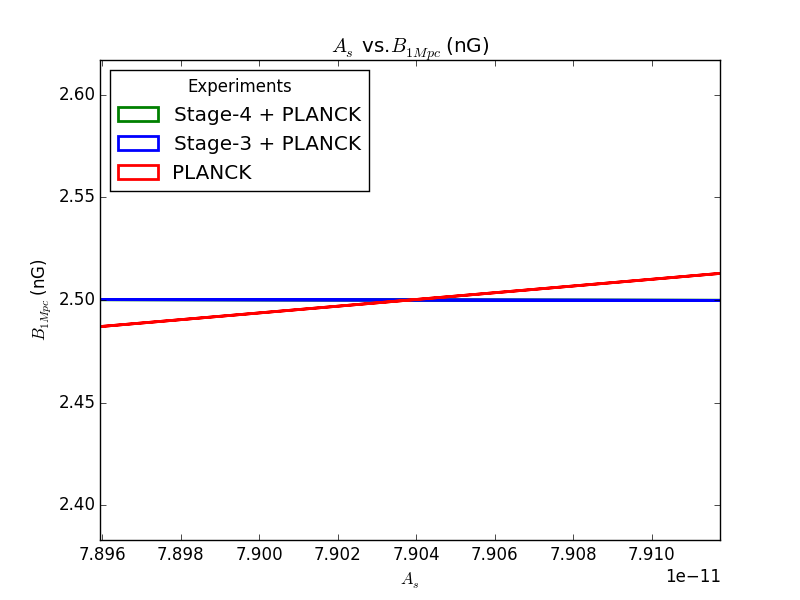 A_s vs.B_{1Mpc} (nG)
Experiments
Stage-4 + PLANCK
Stage-3 + PLANCK
PLANCK
B_{1Mpc} (nG)
2.60
2.55
2.50
2.45
2.40
7.896 7.898 7.900 7.902 7.904 7.906 7.908 7.910
1e−11
A_s